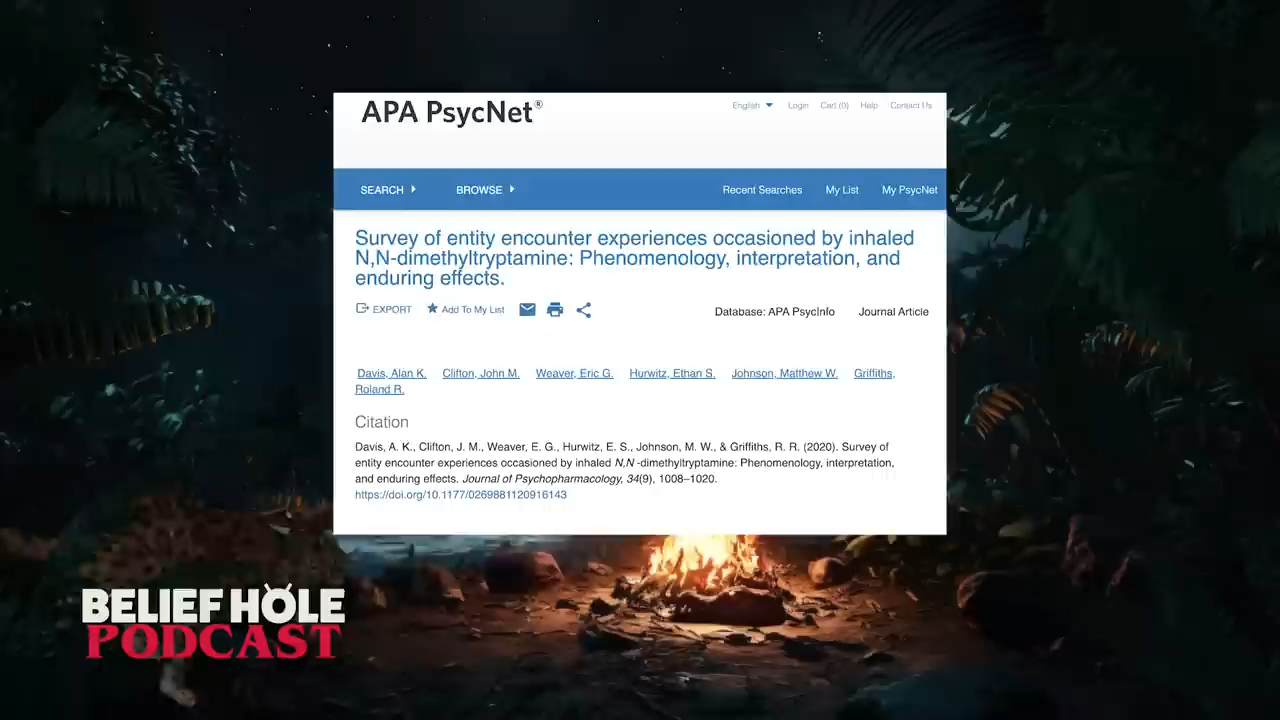 APA PsycNet®
English Login Cart (0) Help Contact Us
SEARCH BROWSE Recent Searches My List My PsycNet
Survey of entity encounter experiences occasioned by inhaled
N,N-dimethyltryptamine: Phenomenology, interpretation, and
enduring effects.
EXPORT Add To My List Database: APA PsycInfo Journal Article
Davis, Alan K. Clifton, John M. Weaver, Eric G. Hurwitz, Ethan S. Johnson, Matthew W. Griffiths,
Roland R.
Citation
Davis, A. K., Clifton, J. M., Weaver, E. G., Hurwitz, E. S., Johnson, M. W., & Griffiths, R. R. (2020). Survey of
entity encounter experiences occasioned by inhaled N,N -dimethyltryptamine: Phenomenology, interpretation,
and enduring effects. Journal of Psychopharmacology, 34(9), 1008–1020.
https://doi.org/10.1177/0269881120916143
BELIEF HOLE
PODCAST